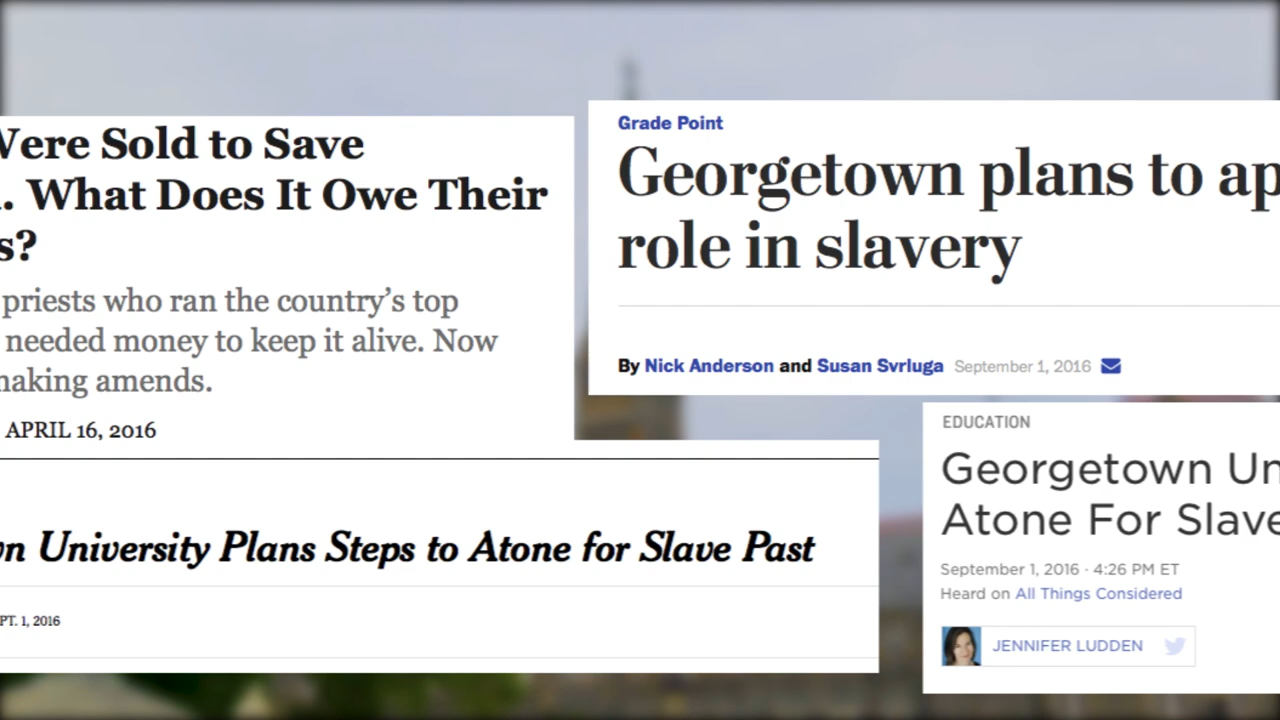 Were Sold to Save
. What Does It Owe Their
s?
priests who ran the country's top
needed money to keep it alive. Now
making amends.
APRIL 16, 2016
Grade Point
Georgetown plans to ap
role in slavery
By Nick Anderson and Susan Svrluga September 1, 2016
wn University Plans Steps to Atone for Slave Past
PT. 1, 2016
EDUCATION
Georgetown Un
Atone For Slave
September 1, 2016 · 4:26 PM ET
Heard on All Things Considered
JENNIFER LUDDEN